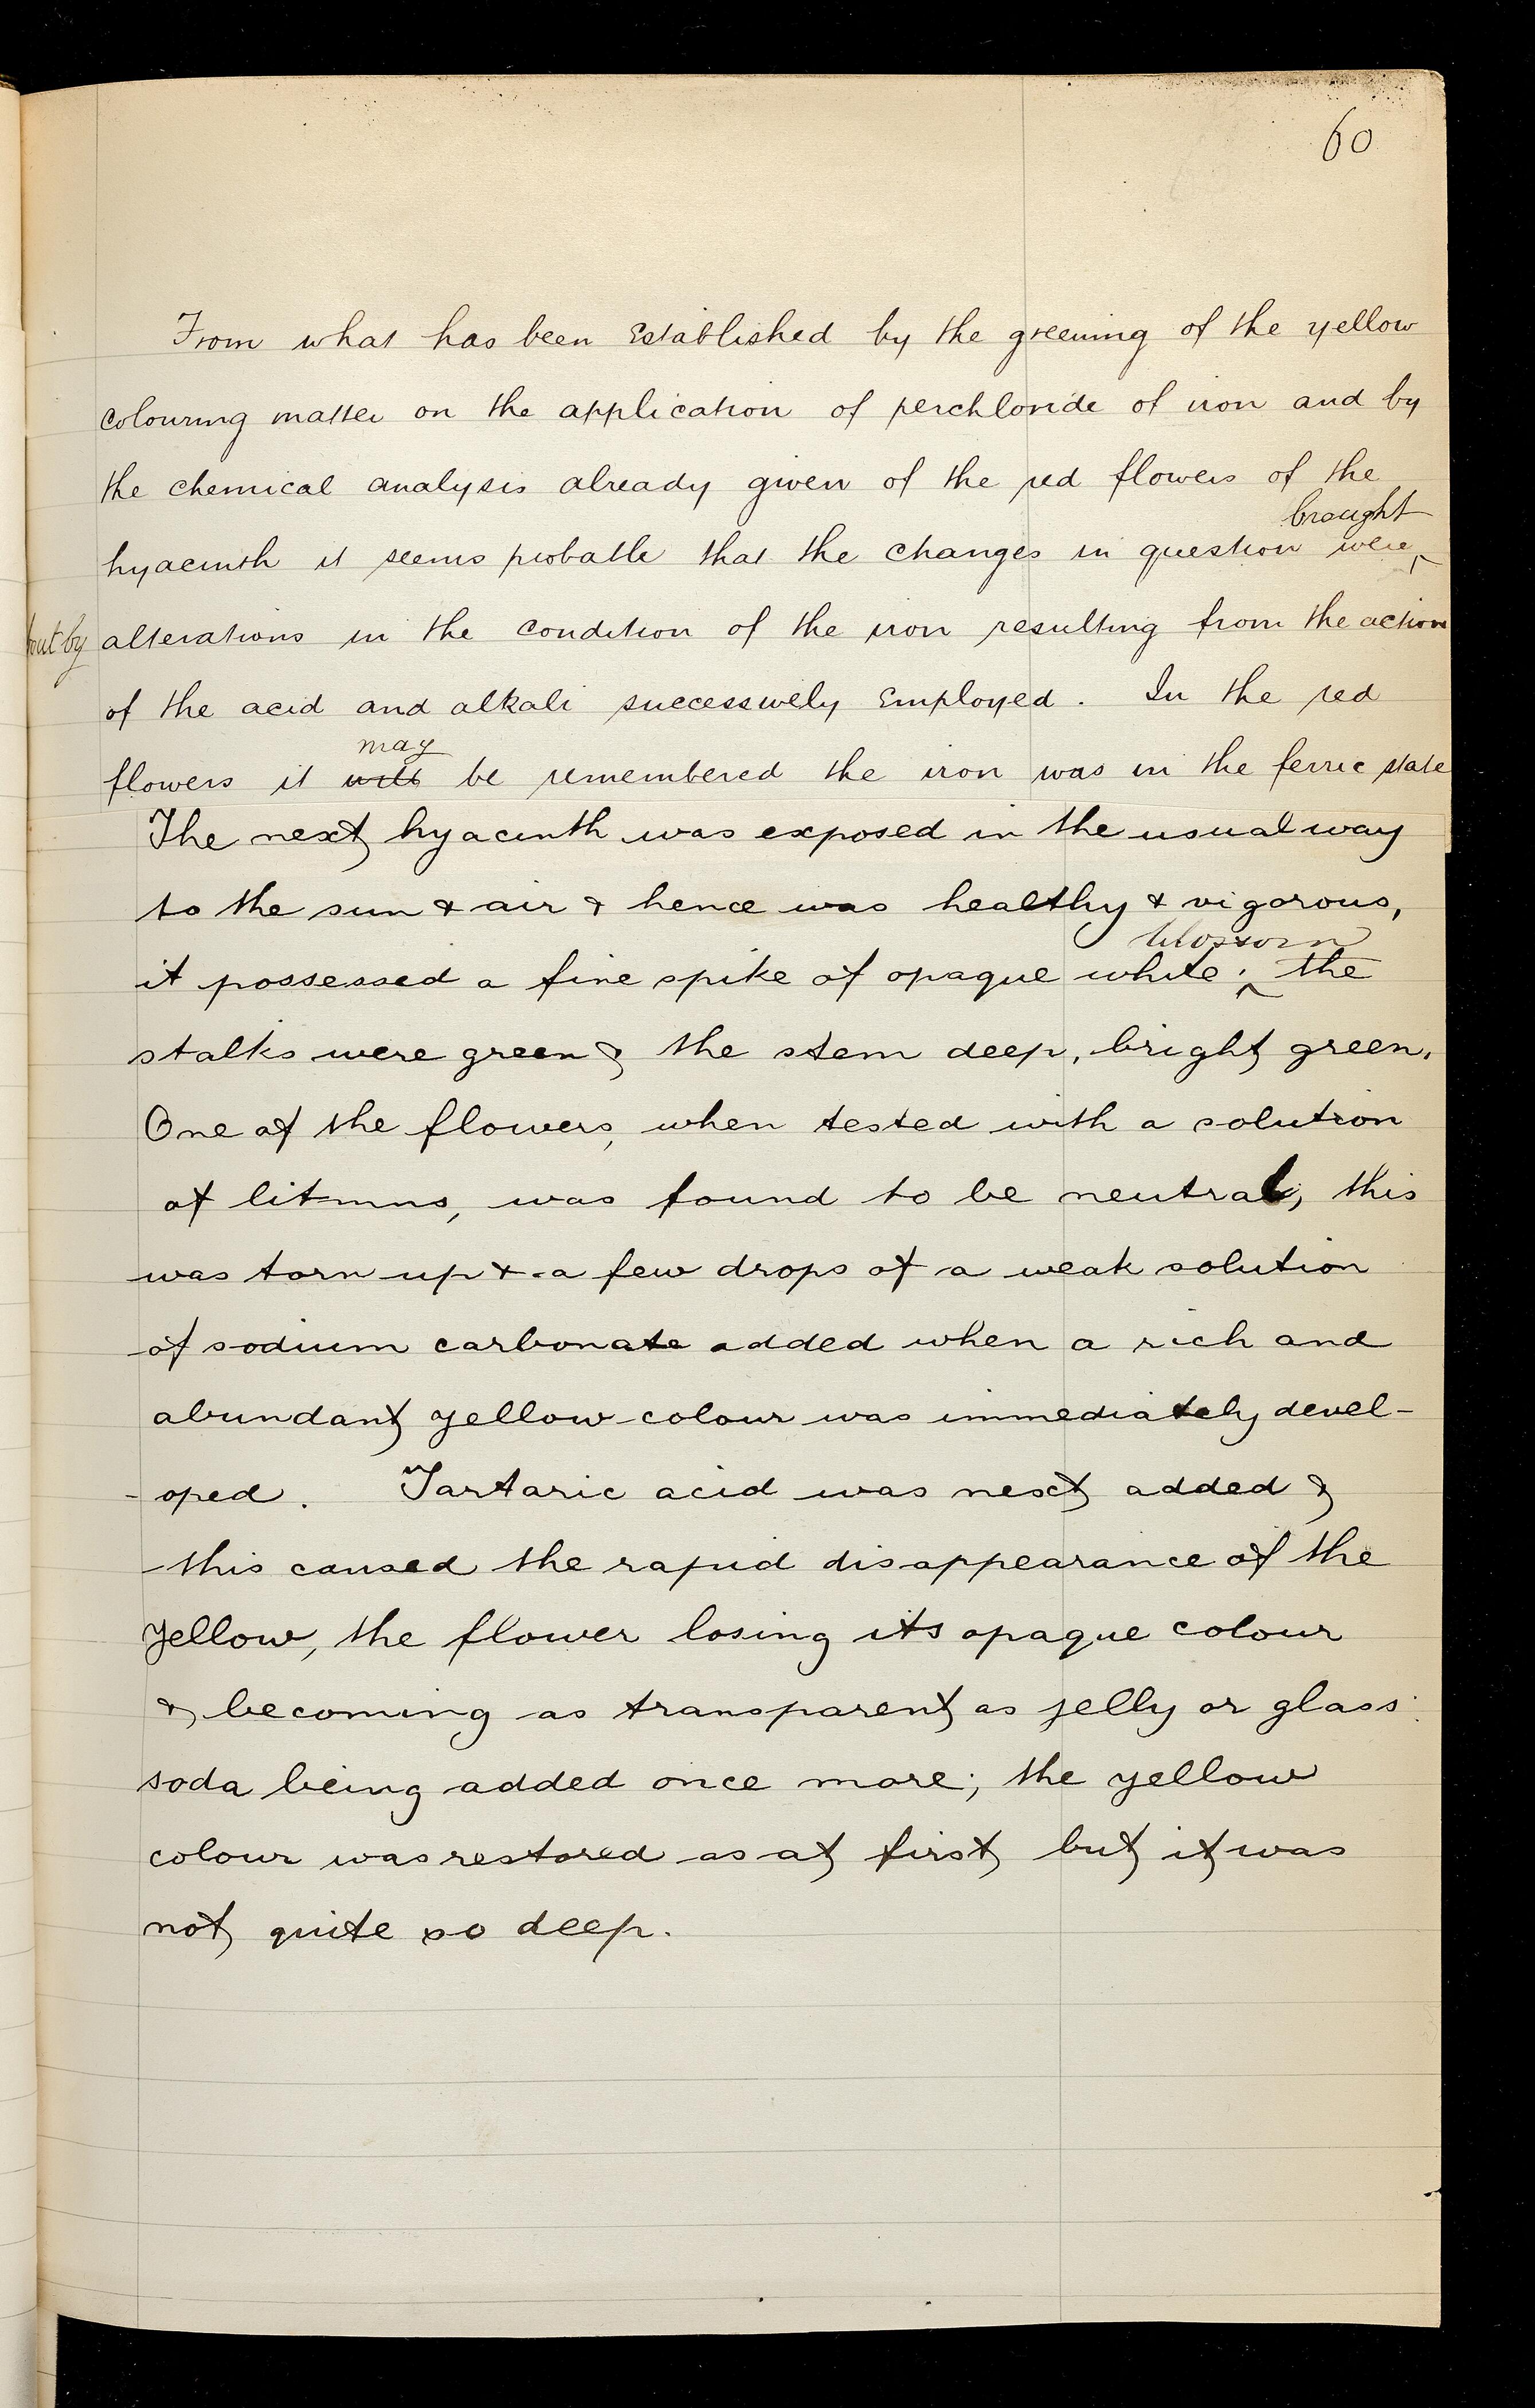 60
From what has been Established by the greening of the yellow
colouring matter on the application of perchloride of iron and by
the chemical analysis already given of the red flowers of the
brought
hyacinth it seems probable that the changes in question were ‸
out by alterations in the condition of the iron resulting from the action
of the acid and alkali successively Employed. In the red
may
flowers it will be remembered the iron was in the ferric state
The next hyacinth was exposed in the usual way
to the sun & air & hence was healthy & vigorous,
blossom
it possessed a fine spike of opaque white ‸; the
stalks were green & the stem deep, bright green.
One of the flowers, when tested with a solution
of litmus, was found to be neutral, this
was torn up & a few drops of a weak solution
of sodium carbonate added when a rich and
abundant yellow colour was immediately devel-
-oped. Tartaric acid was next added &
this caused the rapid disappearance of the
yellow, the flower losing its opaque colour
& becoming as transparent as jelly or glass:
soda being added once more; the yellow
colour was restored as at first but it was
not quite so deep.